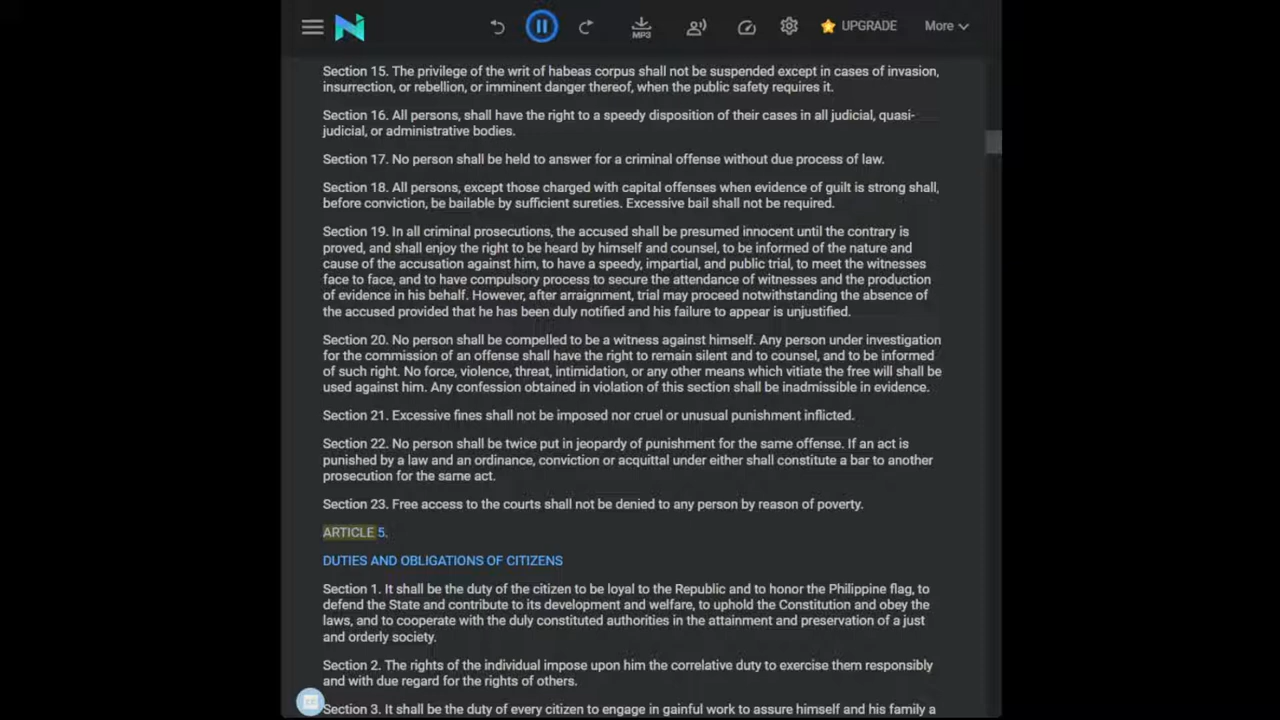 MP3
UPGRADE
More
Section 15. The privilege of the writ of habeas corpus shall not be suspended except in cases of invasion,
insurrection, or rebellion, or imminent danger thereof, when the public safety requires it.
Section 16. All persons, shall have the right to a speedy disposition of their cases in all judicial, quasi-
judicial, or administrative bodies.
Section 17. No person shall be held to answer for a criminal offense without due process of law.
Section 18. All persons, except those charged with capital offenses when evidence of guilt is strong shall,
before conviction, be bailable by sufficient sureties. Excessive bail shall not be required.
Section 19. In all criminal prosecutions, the accused shall be presumed innocent until the contrary is
proved, and shall enjoy the right to be heard by himself and counsel, to be informed of the nature and
cause of the accusation against him, to have a speedy, impartial, and public trial, to meet the witnesses
face to face, and to have compulsory process to secure the attendance of witnesses and the production
of evidence in his behalf. However, after arraignment, trial may proceed notwithstanding the absence of
the accused provided that he has been duly notified and his failure to appear is unjustified.
Section 20. No person shall be compelled to be a witness against himself. Any person under investigation
for the commission of an offense shall have the right to remain silent and to counsel, and to be informed
of such right. No force, violence, threat, intimidation, or any other means which vitiate the free will shall be
used against him. Any confession obtained in violation of this section shall be inadmissible in evidence.
Section 21. Excessive fines shall not be imposed nor cruel or unusual punishment inflicted.
Section 22. No person shall be twice put in jeopardy of punishment for the same offense. If an act is
punished by a law and an ordinance, conviction or acquittal under either shall constitute a bar to another
prosecution for the same act.
Section 23. Free access to the courts shall not be denied to any person by reason of poverty.
ARTICLE 5.
DUTIES AND OBLIGATIONS OF CITIZENS
Section 1. It shall be the duty of the citizen to be loyal to the Republic and to honor the Philippine flag, to
defend the State and contribute to its development and welfare, to uphold the Constitution and obey the
laws, and to cooperate with the duly constituted authorities in the attainment and preservation of a just
and orderly society.
Section 2. The rights of the individual impose upon him the correlative duty to exercise them responsibly
and with due regard for the rights of others.
Section 3. It shall be the duty of every citizen to engage in gainful work to assure himself and his family a